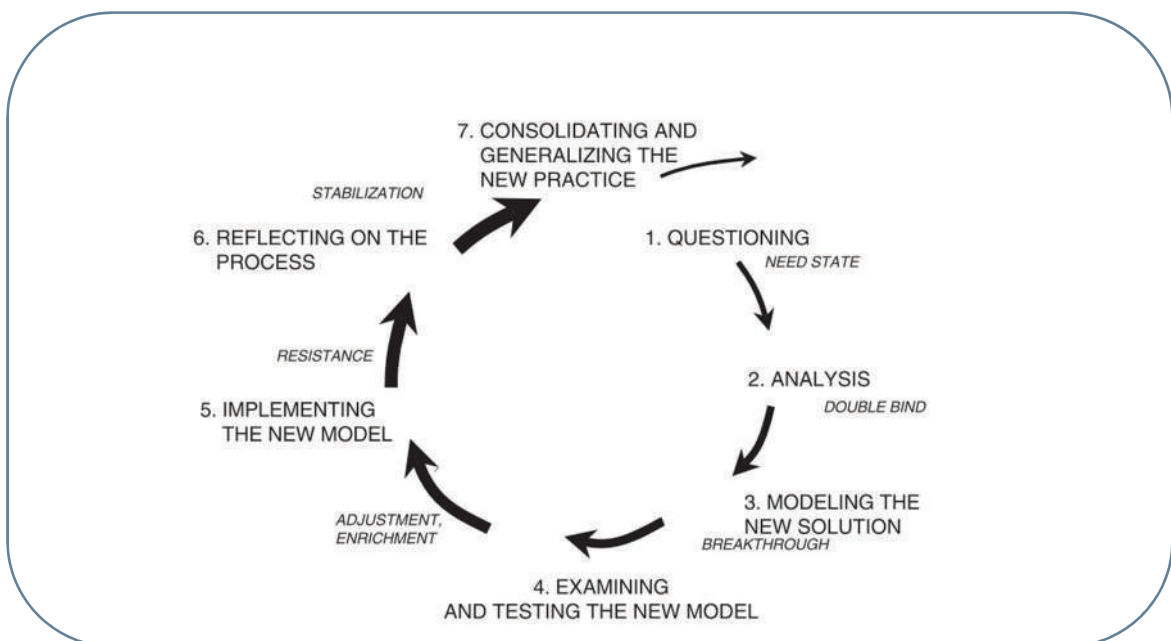 7. CONSOLIDATING AND
GENERALIZING THE
NEW PRACTICE
STABILIZATION
6. REFLECTING ON THE
PROCESS
1. QUESTIONING
NEED STATE
RESISTANCE
2. ANALYSIS
5. IMPLEMENTING
THE NEW MODEL
DOUBLE BIND
3. MODELING THE
NEW SOLUTION
ADJUSTMENT,
ENRICHMENT
BREAKTHROUGH
4. EXAMINING
AND TESTING THE NEW MODEL